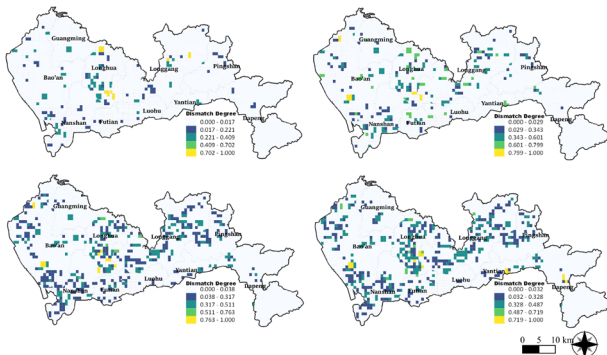 Guangming
Longhua
Bao'an
Longgang
Pingshan
Luohu
Yantian
Nanshan
Futian
Dapeng
Dismatch Degree
0.000 - 0.017
0.017 - 0.221
0.221 - 0.409
0.409 - 0.702
0.702 - 1.000
Guangming
Longhua
Bao'an
Longgang
Pingshan
Luohu
Yantian
Nanshan
Futian
Dapeng
Dismatch Degree
0.000 - 0.029
0.029 - 0.343
0.343 - 0.601
0.601 - 0.799
0.799 - 1.000
Guangming
Longhua
Bao'an
Longgang
Pingshan
Luohu
Yantian
Nanshan
Futian
Dapeng
Dismatch Degree
0.000 - 0.038
0.038 - 0.317
0.317 - 0.511
0.511 - 0.763
0.763 - 1.000
Guangming
Longhua
Bao'an
Longgang
Pingshan
Luohu
Yantian
Nanshan
Futian
Dapeng
Dismatch Degree
0.000 - 0.032
0.032 - 0.328
0.328 - 0.487
0.487 - 0.719
0.719 - 1.000
0 5 10 km